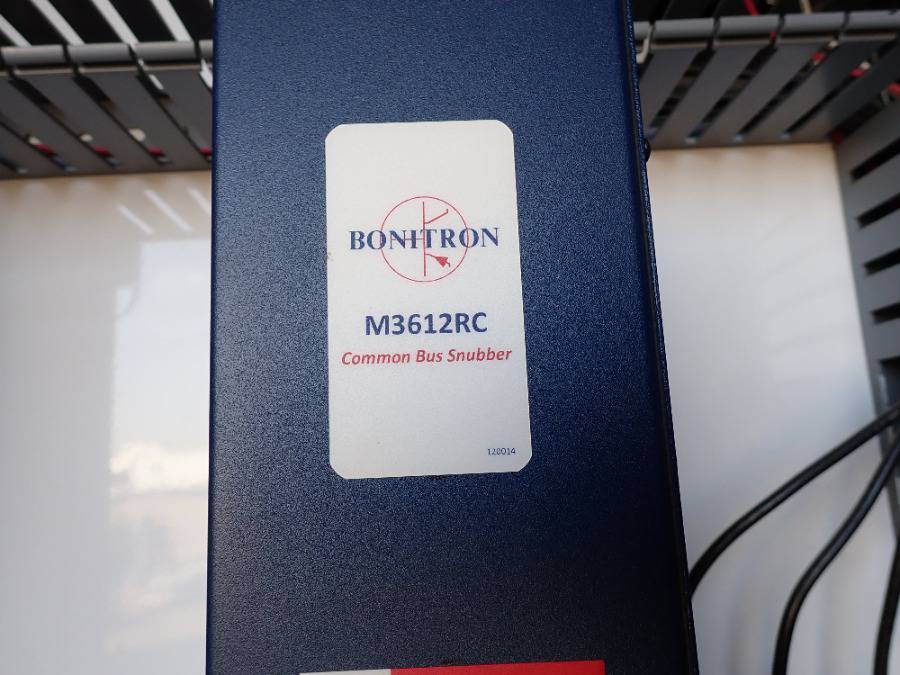 BONITRON
M3612RC
Common Bus Snubber
120014